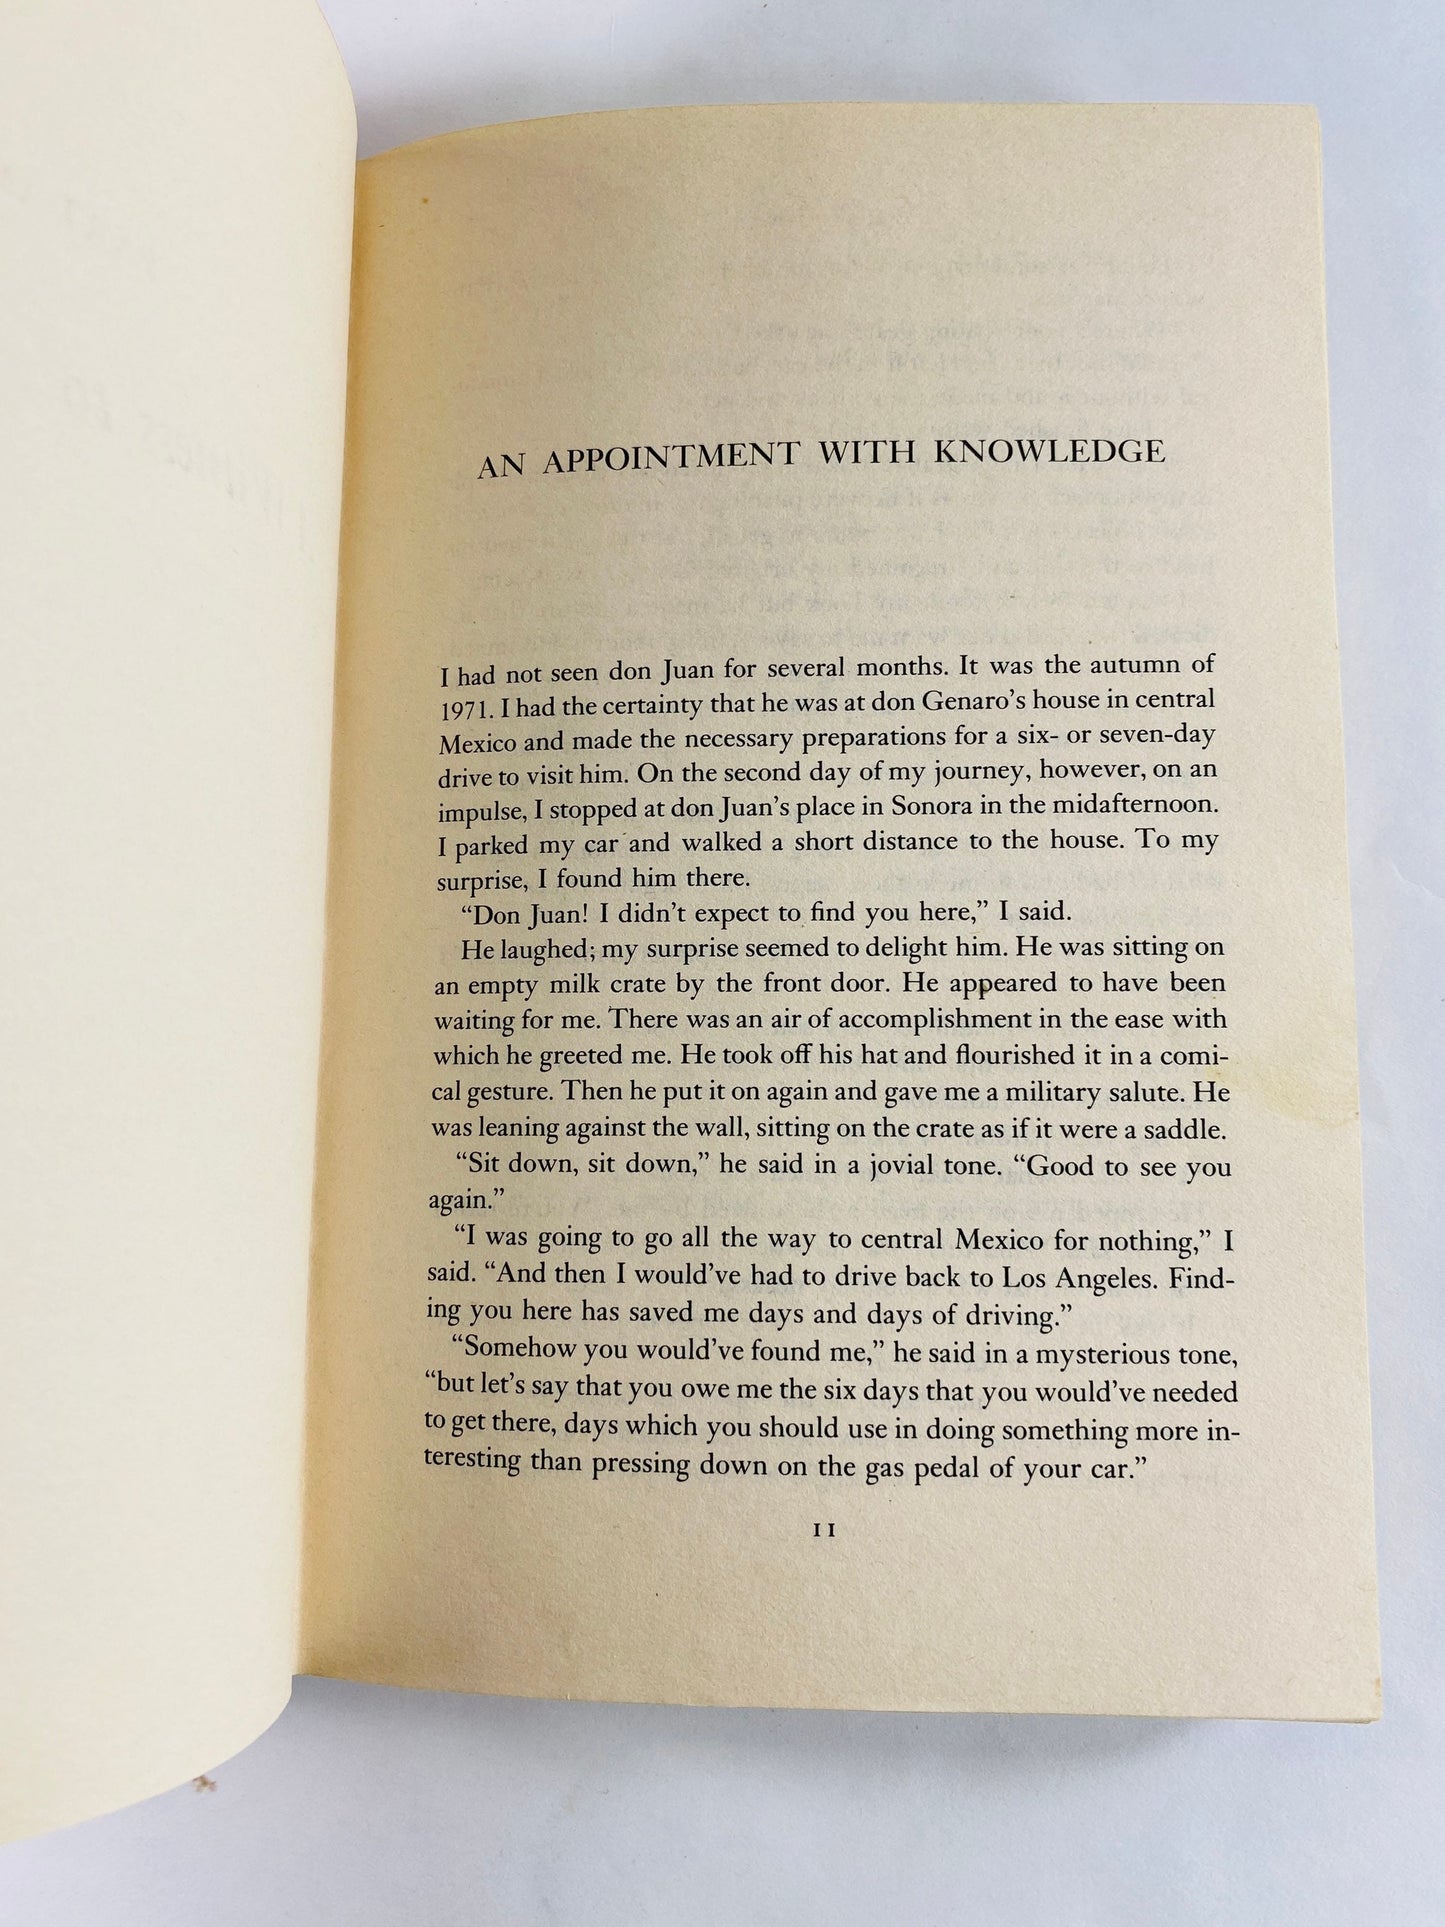 AN APPOINTMENT WITH KNOWLEDGE
I had not seen don Juan for several months. It was the autumn of
1971. I had the certainty that he was at don Genaro's house in central
Mexico and made the necessary preparations for a six- or seven-day
drive to visit him. On the second day of my journey, however, on an
impulse, I stopped at don Juan's place in Sonora in the midafternoon.
I parked my car and walked a short distance to the house. To my
surprise, I found him there.
“Don Juan! I didn't expect to find you here,” I said.
He laughed; my surprise seemed to delight him. He was sitting on
an empty milk crate by the front door. He appeared to have been
waiting for me. There was an air of accomplishment in the ease with
which he greeted me. He took off his hat and flourished it in a comi-
cal gesture. Then he put it on again and gave me a military salute. He
was leaning against the wall, sitting on the crate as if it were a saddle.
“Sit down, sit down,” he said in a jovial tone. “Good to see you
again.”
“I was going to go all the way to central Mexico for nothing,” I
said. “And then I would've had to drive back to Los Angeles. Find-
ing you here has saved me days and days of driving.”
“Somehow you would've found me,” he said in a mysterious tone,
“but let's say that you owe me the six days that you would've needed
to get there, days which you should use in doing something more in-
teresting than pressing down on the gas pedal of your car.”
11